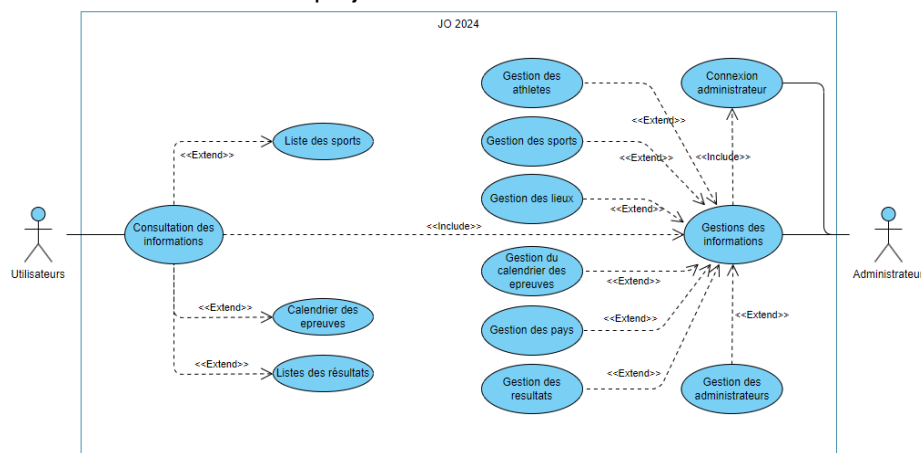 JO 2024
Gestion des
athletes
Connexion
administrateur
<<Extend>>
Liste des sports
<<Extend>>
Gestion des sports
<<Extend>>
<<Include>>
Gestion des lieux
<<Extend>>
Consultation des
informations
<<Include>>
Gestions des
informations
Utilisateurs
Administrateur
Gestion du
calendrier des
epreuves
<<Extend>>
<<Extend>>
Calendrier des
epreuves
Gestion des pays
<<Extend>>
<<Extend>>
<<Extend>>
Listes des résultats
Gestion des
resultats
<<Extend>>
Gestion des
administrateurs